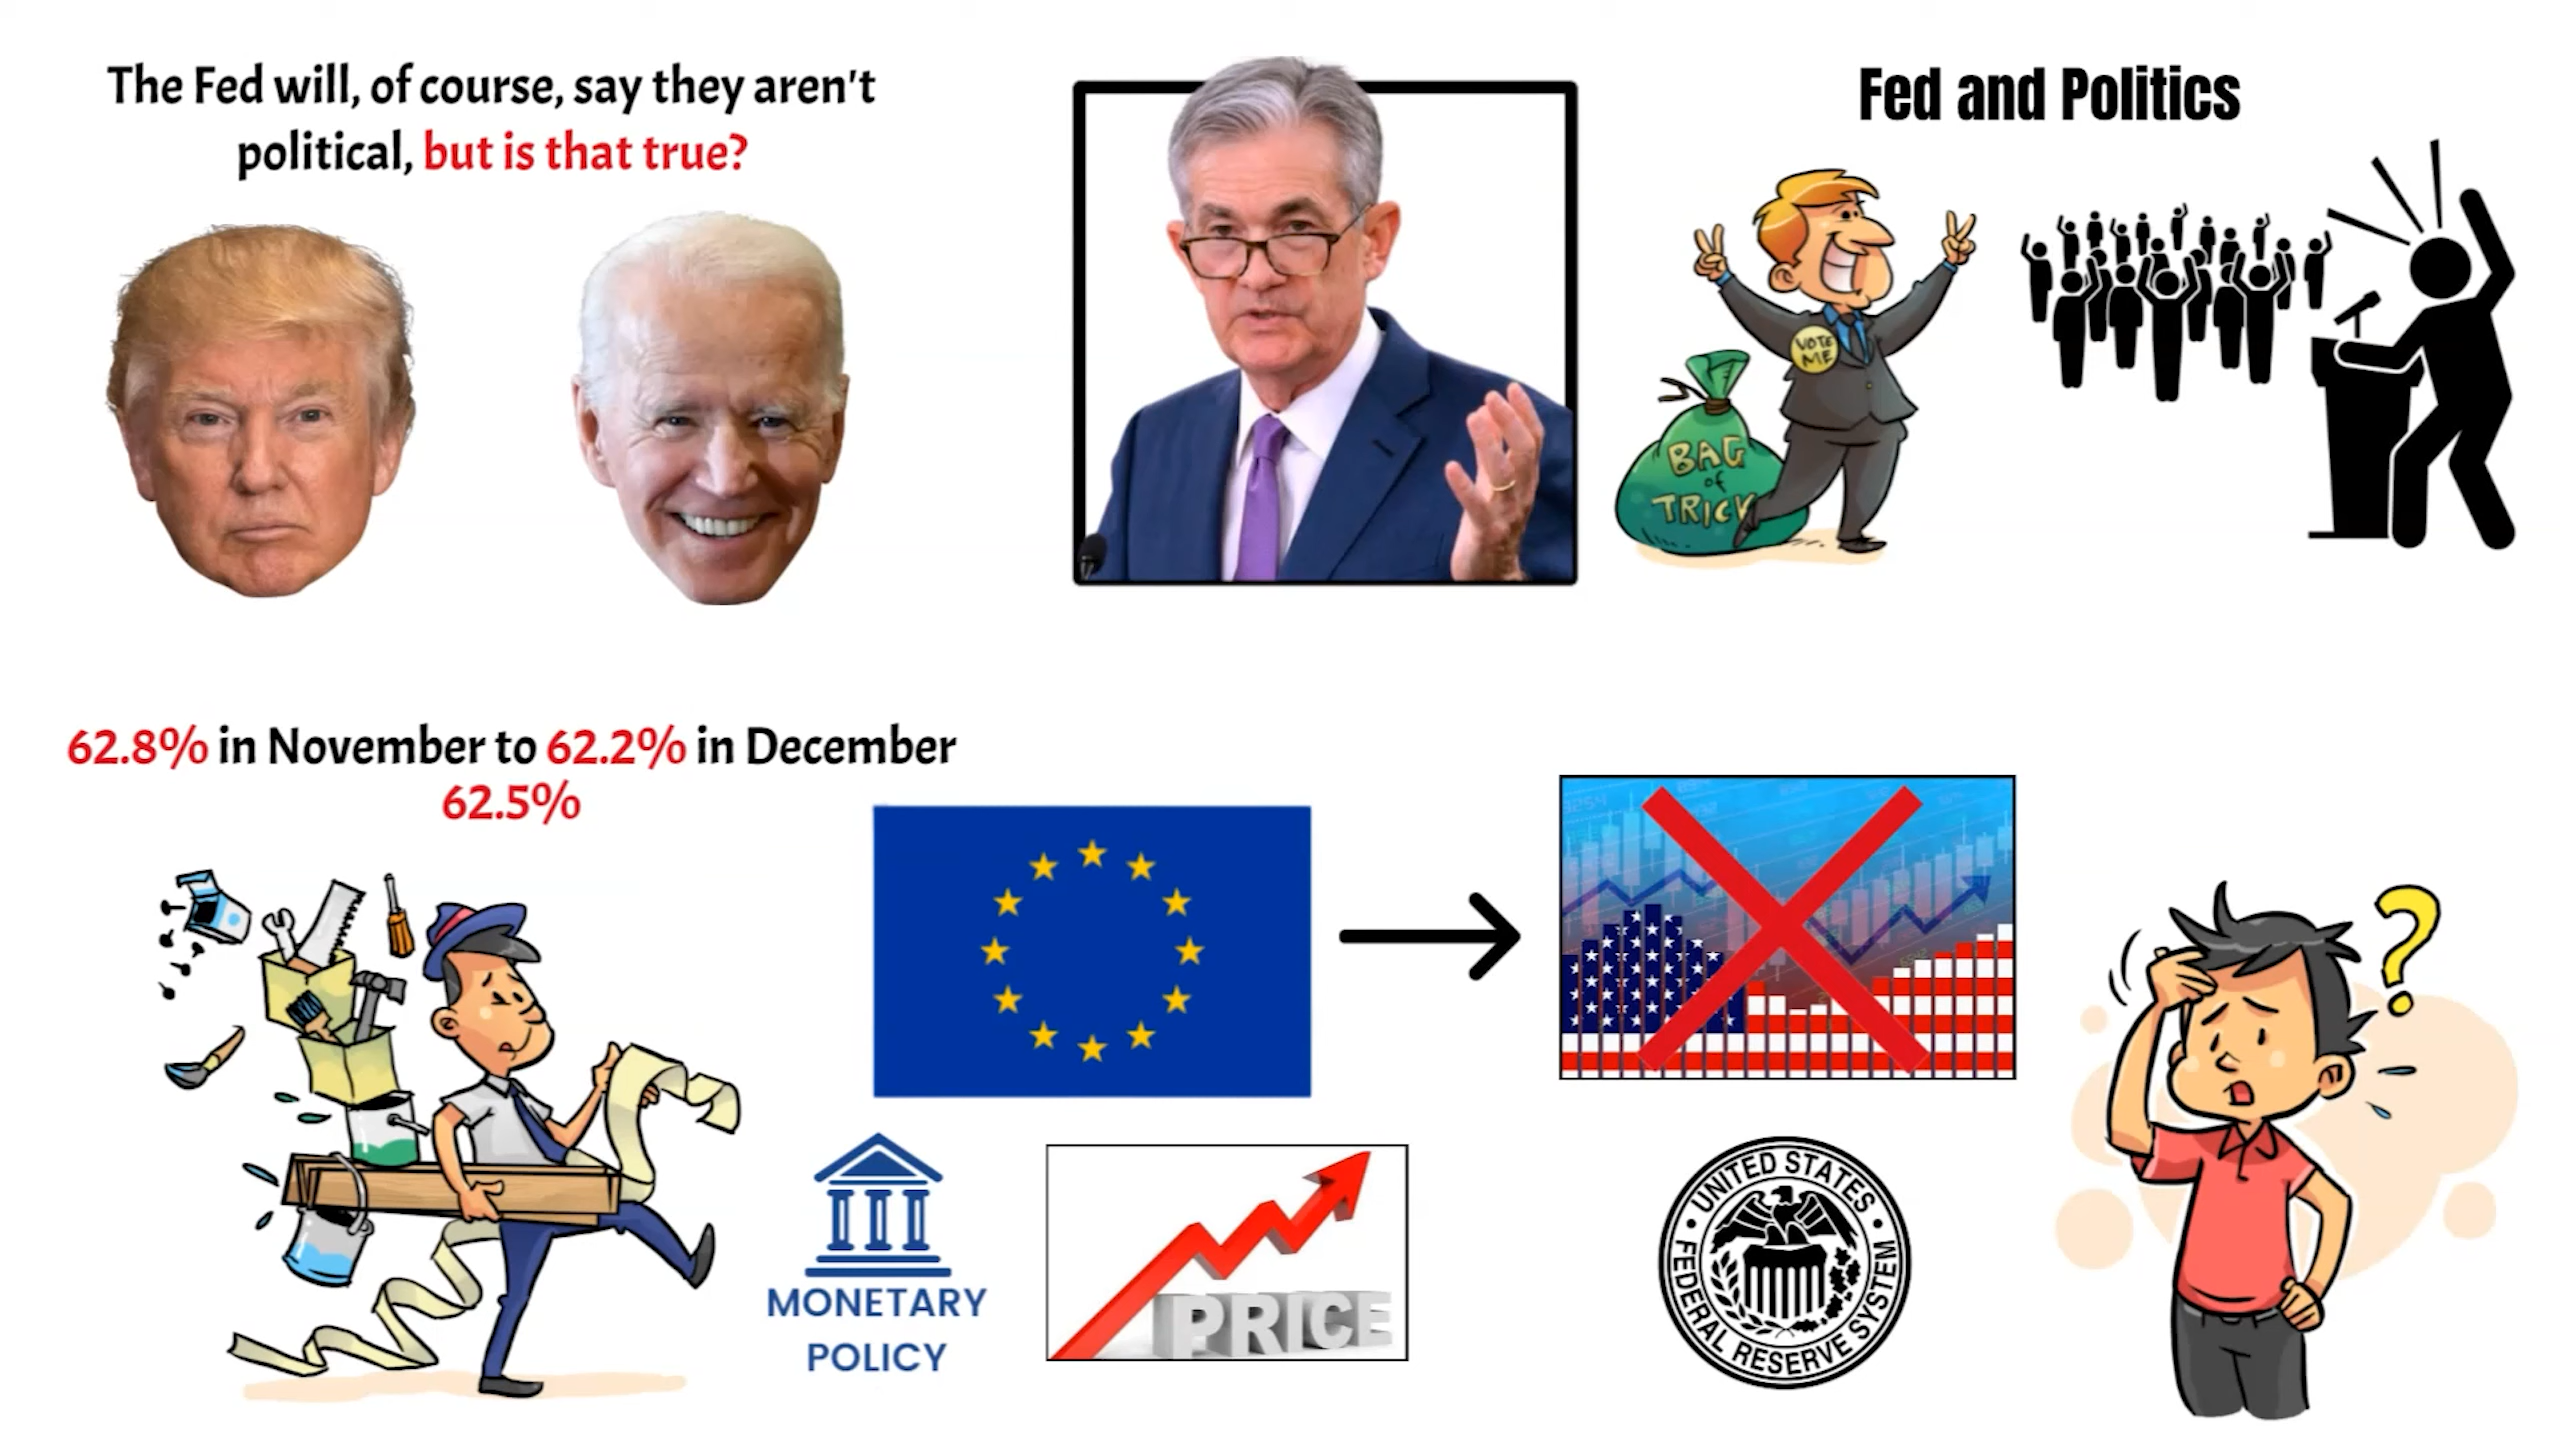 The Fed will, of course, say they aren't
political, but is that true?
Fed and Politics
VOTE
ME
BAG
of
TRICK
62.8% in November to 62.2% in December
62.5%
MONETARY
POLICY
PRICE
UNITED STATES
FEDERAL RESERVE SYSTEM